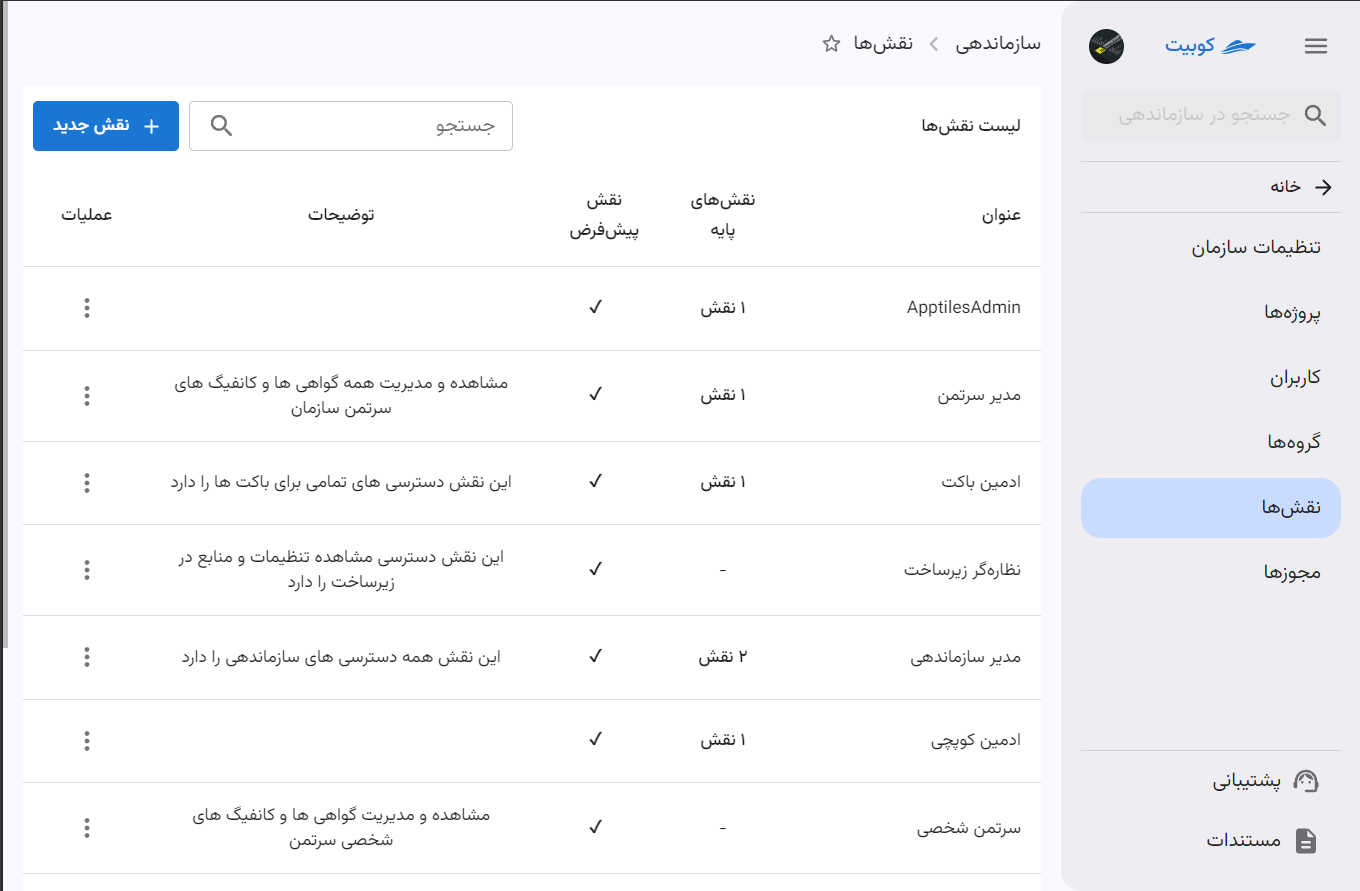 کوبیت
جستجو در سازماندهی
خانه
تنظیمات سازمان
پروژه‌ها
کاربران
گروه‌ها
نقش‌ها
مجوزها
پشتیبانی
مستندات
سازماندهی
نقش‌ها
لیست نقش‌ها
جستجو
نقش جدید
عنوان
نقش‌های
پایه
نقش
پیش‌فرض
توضیحات
عملیات
ApptilesAdmin
۱ نقش
✓
مدیر سرتمن
۱ نقش
✓
مشاهده و مدیریت همه گواهی ها و کانفیگ های
سرتمن سازمان
ادمین باکت
۱ نقش
✓
این نقش دسترسی های تمامی برای باکت ها را دارد
نظاره‌گر زیرساخت
-
✓
این نقش دسترسی مشاهده تنظیمات و منابع در
زیرساخت را دارد
مدیر سازماندهی
۲ نقش
✓
این نقش همه دسترسی های سازماندهی را دارد
ادمین کوپچی
۱ نقش
✓
سرتمن شخصی
-
✓
مشاهده و مدیریت گواهی ها و کانفیگ های
شخصی سرتمن